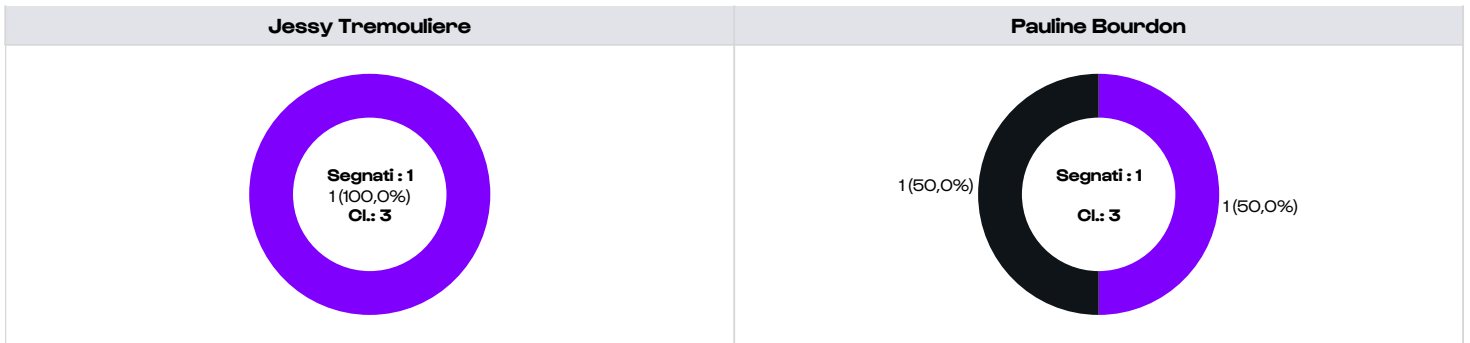 Jessy Tremouliere
Pauline Bourdon
Segnati : 1
1 (100,0%)
Cl.: 3
1 (50,0%)
Segnati : 1
Cl.: 3
1 (50,0%)